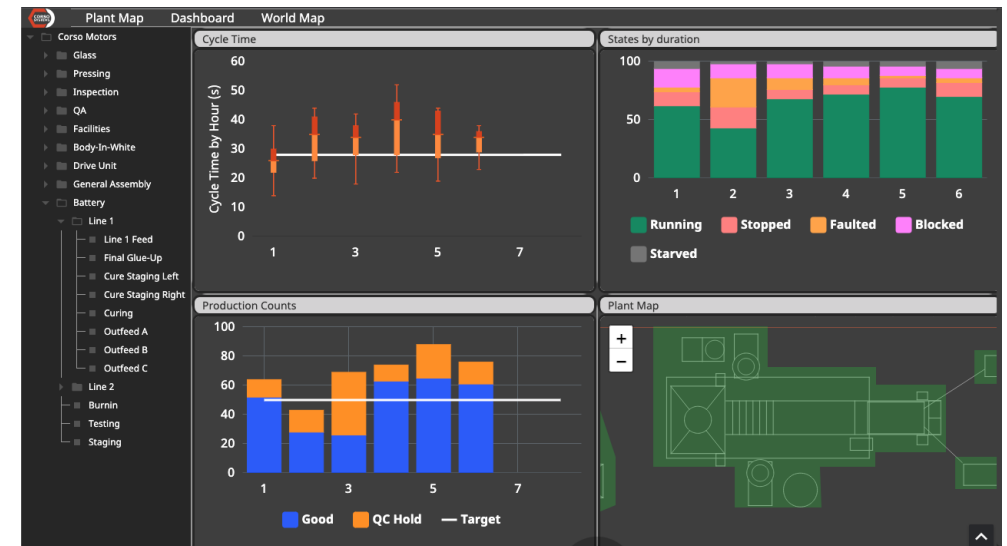 Plant Map Dashboard World Map
Corso Motors
Glass
Pressing
Inspection
QA
Facilities
Body-In-White
Drive Unit
General Assembly
Battery
Line 1
Line 1 Feed
Final Glue-Up
Cure Staging Left
Cure Staging Right
Curing
Outfeed A
Outfeed B
Outfeed C
Line 2
Burnin
Testing
Staging
Cycle Time
Cycle Time by Hour (s)
60
50
40
30
20
10
0
1 3 5 7
States by duration
100
50
0
1 2 3 4 5 6
Running Stopped Faulted Blocked
Starved
Production Counts
100
80
60
40
20
0
1 3 5 7
Good QC Hold Target
Plant Map
+
−